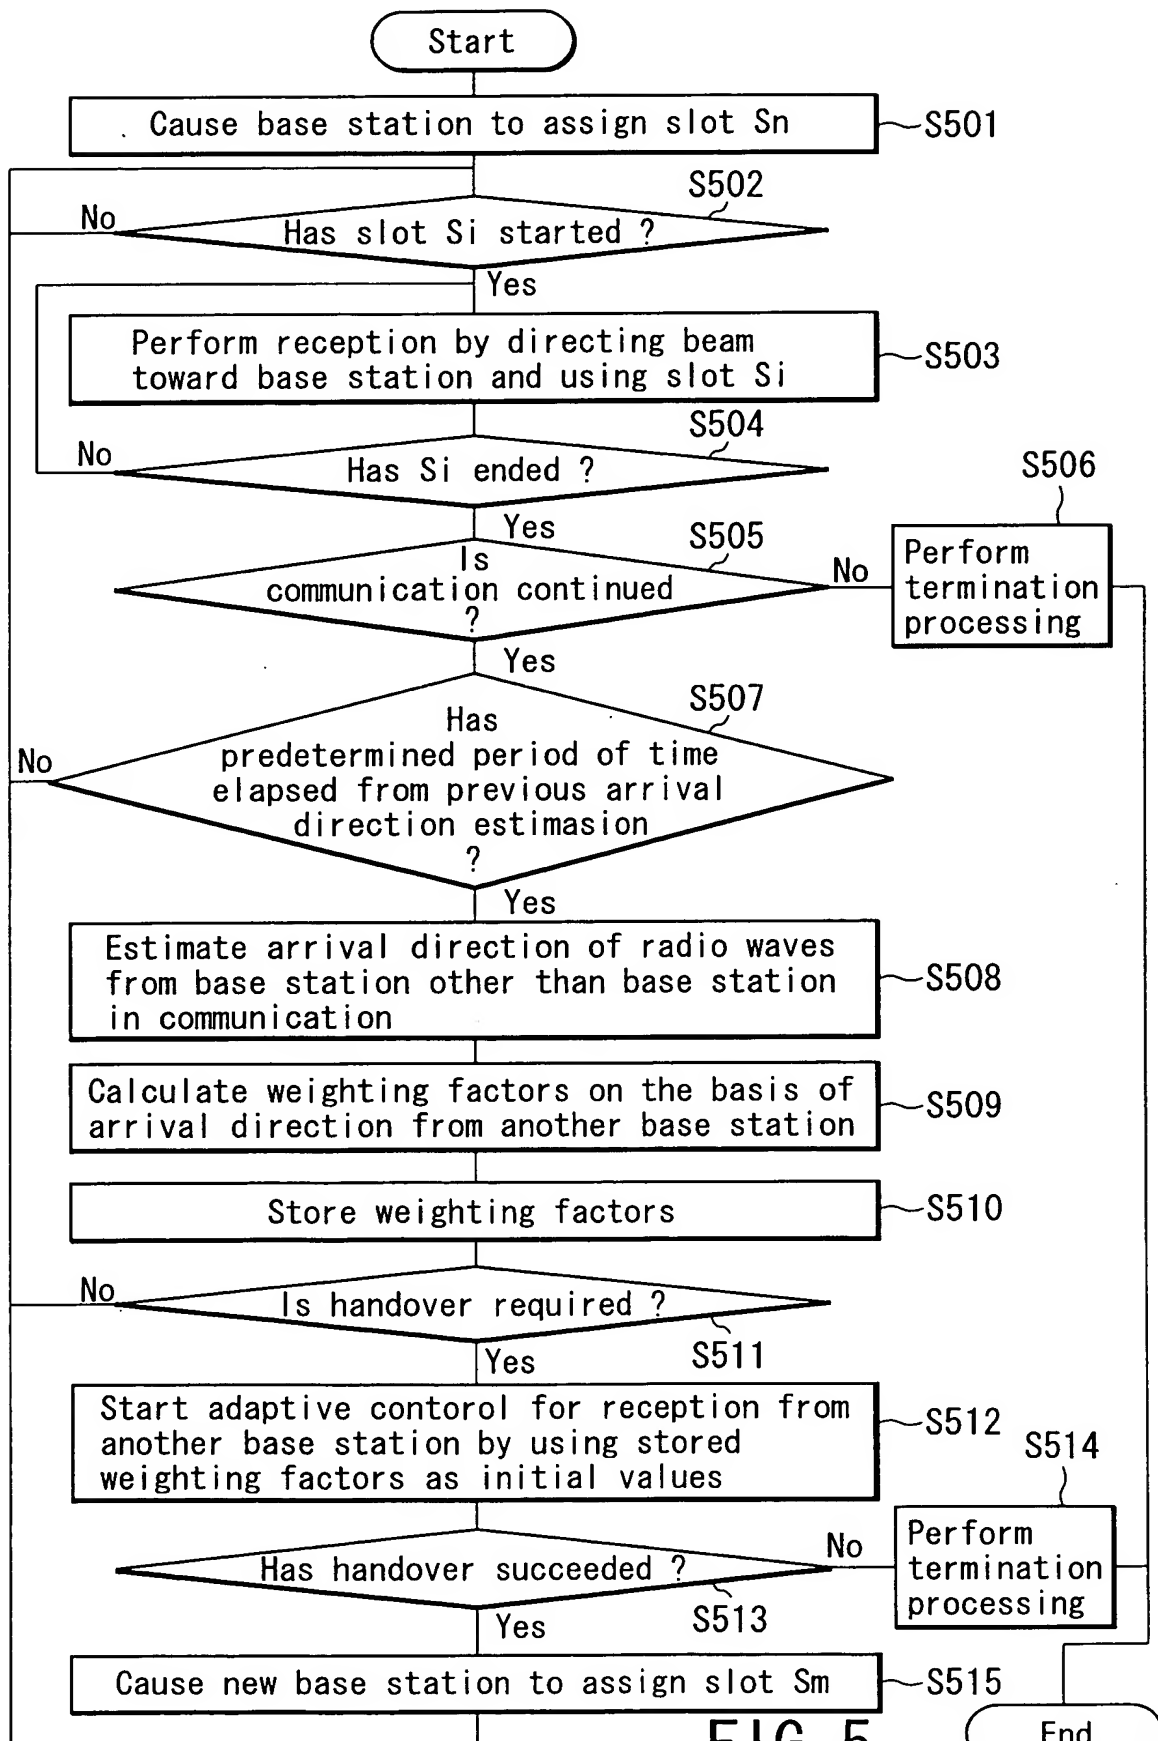 Start
Cause base station to assign slot Sn
S501
S502
No
Has slot Si started ?
Yes
Perform reception by directing beam
toward base station and using slot Si
S503
S504
No
Has Si ended ?
S506
Yes
S505
Is
communication continued
?
No
Perform
termination
processing
Yes
S507
Has
predetermined period of time
elapsed from previous arrival
direction estimasion
?
No
Yes
Estimate arrival direction of radio waves
from base station other than base station
in communication
S508
Calculate weighting factors on the basis of
arrival direction from another base station
S509
Store weighting factors
S510
No
Is handover required ?
S511
Yes
Start adaptive contorol for reception from
another base station by using stored
weighting factors as initial values
S512
S514
Has handover succeeded ?
No
Perform
termination
processing
S513
Yes
Cause new base station to assign slot Sm
S515
FIG. 5
End